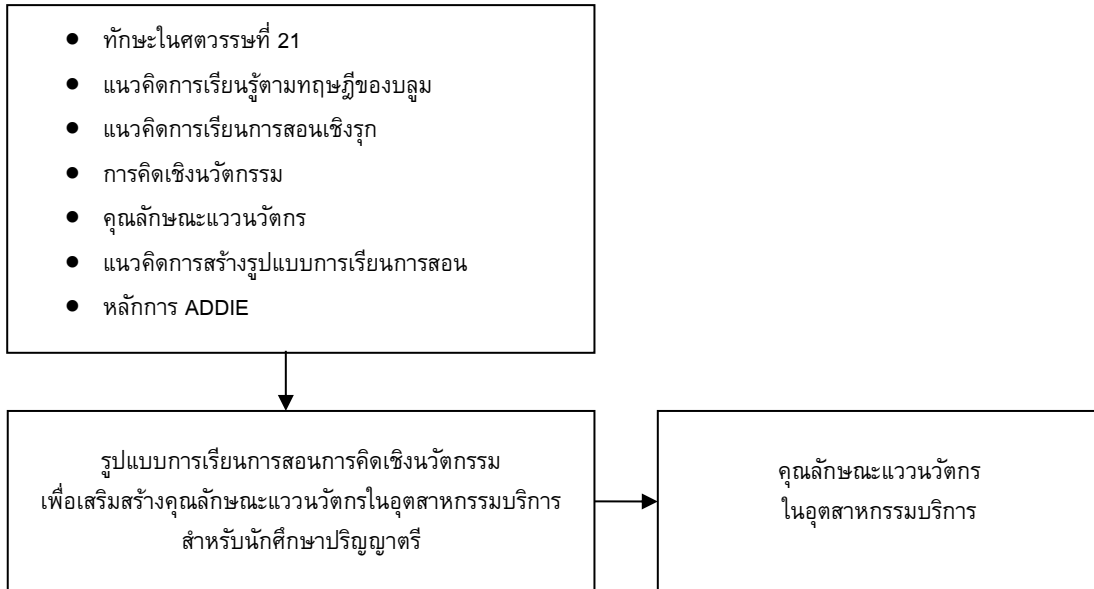 ● ทักษะในศตวรรษที่ 21
● แนวคิดการเรียนรู้ตามทฤษฎีของบลูม
● แนวคิดการเรียนการสอนเชิงรุก
● การคิดเชิงนวัตกรรม
● คุณลักษณะแววนวัตกร
● แนวคิดการสร้างรูปแบบการเรียนการสอน
● หลักการ ADDIE
รูปแบบการเรียนการสอนการคิดเชิงนวัตกรรม
เพื่อเสริมสร้างคุณลักษณะแววนวัตกรในอุตสาหกรรมบริการ
สำหรับนักศึกษาปริญญาตรี
คุณลักษณะแววนวัตกร
ในอุตสาหกรรมบริการ